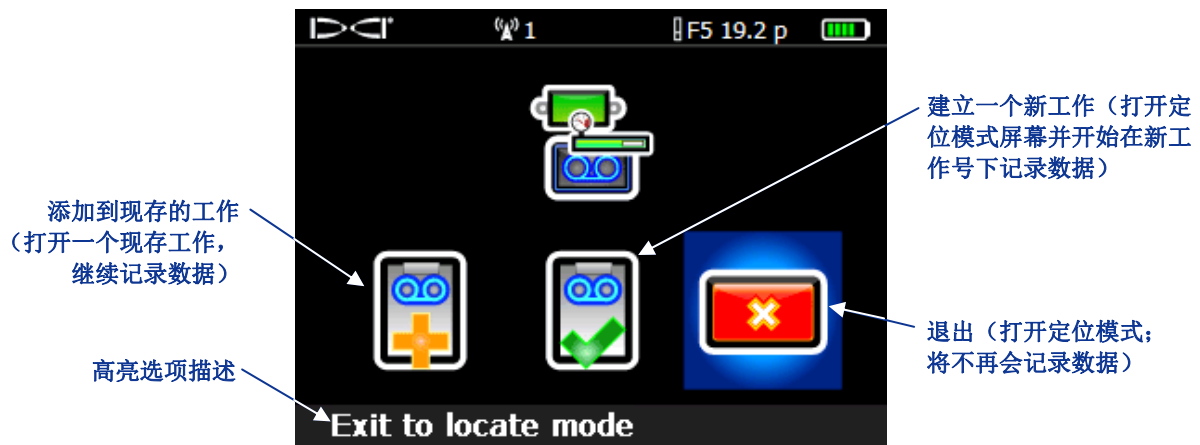 DCI
1
F5 19.2 p
建立一个新工作（打开定
位模式屏幕并开始在新工
作号下记录数据）
添加到现存的工作
（打开一个现存工作，
继续记录数据）
退出（打开定位模式；
将不再会记录数据）
高亮选项描述
Exit to locate mode